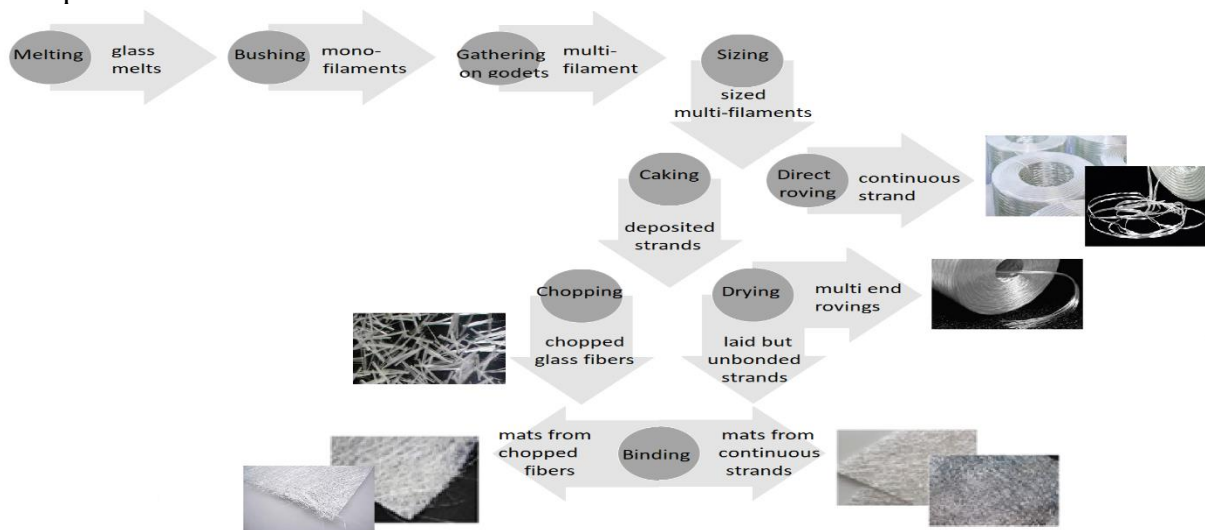 Melting
glass
melts
Bushing
mono-
filaments
Gathering
on godets
multi-
filament
Sizing
sized
multi-filaments
Caking
deposited
strands
Direct
roving
continuous
strand
Chopping
chopped
glass fibers
Drying
multi end
rovings
laid but
unbonded
strands
mats from
chopped
fibers
Binding
mats from
continuous
strands